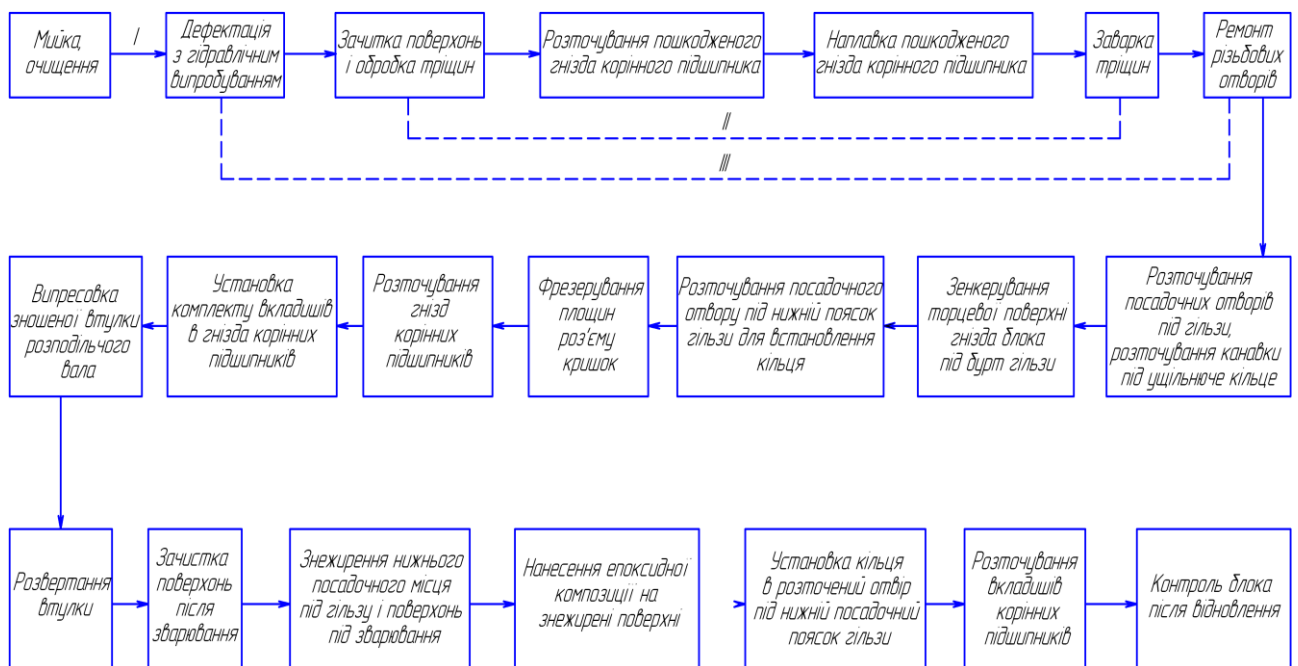 Мийка,
очищення
I
Дефектація
з гідравлічним
випробуванням
Зачитка поверхонь
і обробка тріщин
Розточування пошкодженого
гнізда корінного підшипника
Наплавка пошкодженого
гнізда корінного підшипника
Заварка
тріщин
Ремонт
різьбових
отворів
II
III
Випресовка
зношеної втулки
розподільчого
вала
Установка
комплекту вкладишів
в гнізда корінних
підшипників
Розточування
гнізд
корінних
підшипників
Фрезерування
площин
роз'єму
кришок
Розточування посадочного
отвору під нижній поясок
гільзи для встановлення
кільця
Зенкерування
торцевої поверхні
гнізда блока
під бурт гільзи
Розточування
посадочних отворів
під гільзи,
розточування канавки
під ущільнююче кільце
Розвертання
втулки
Зачистка
поверхонь
після
зварювання
Знежирення нижнього
посадочного місця
під гільзу і поверхонь
під зварювання
Нанесення епоксидної
композиції на
знежирені поверхні
Установка кільця
в розточений отвір
під нижній посадочний
поясок гільзи
Розточування
вкладишів
корінних
підшипників
Контроль блока
після відновлення